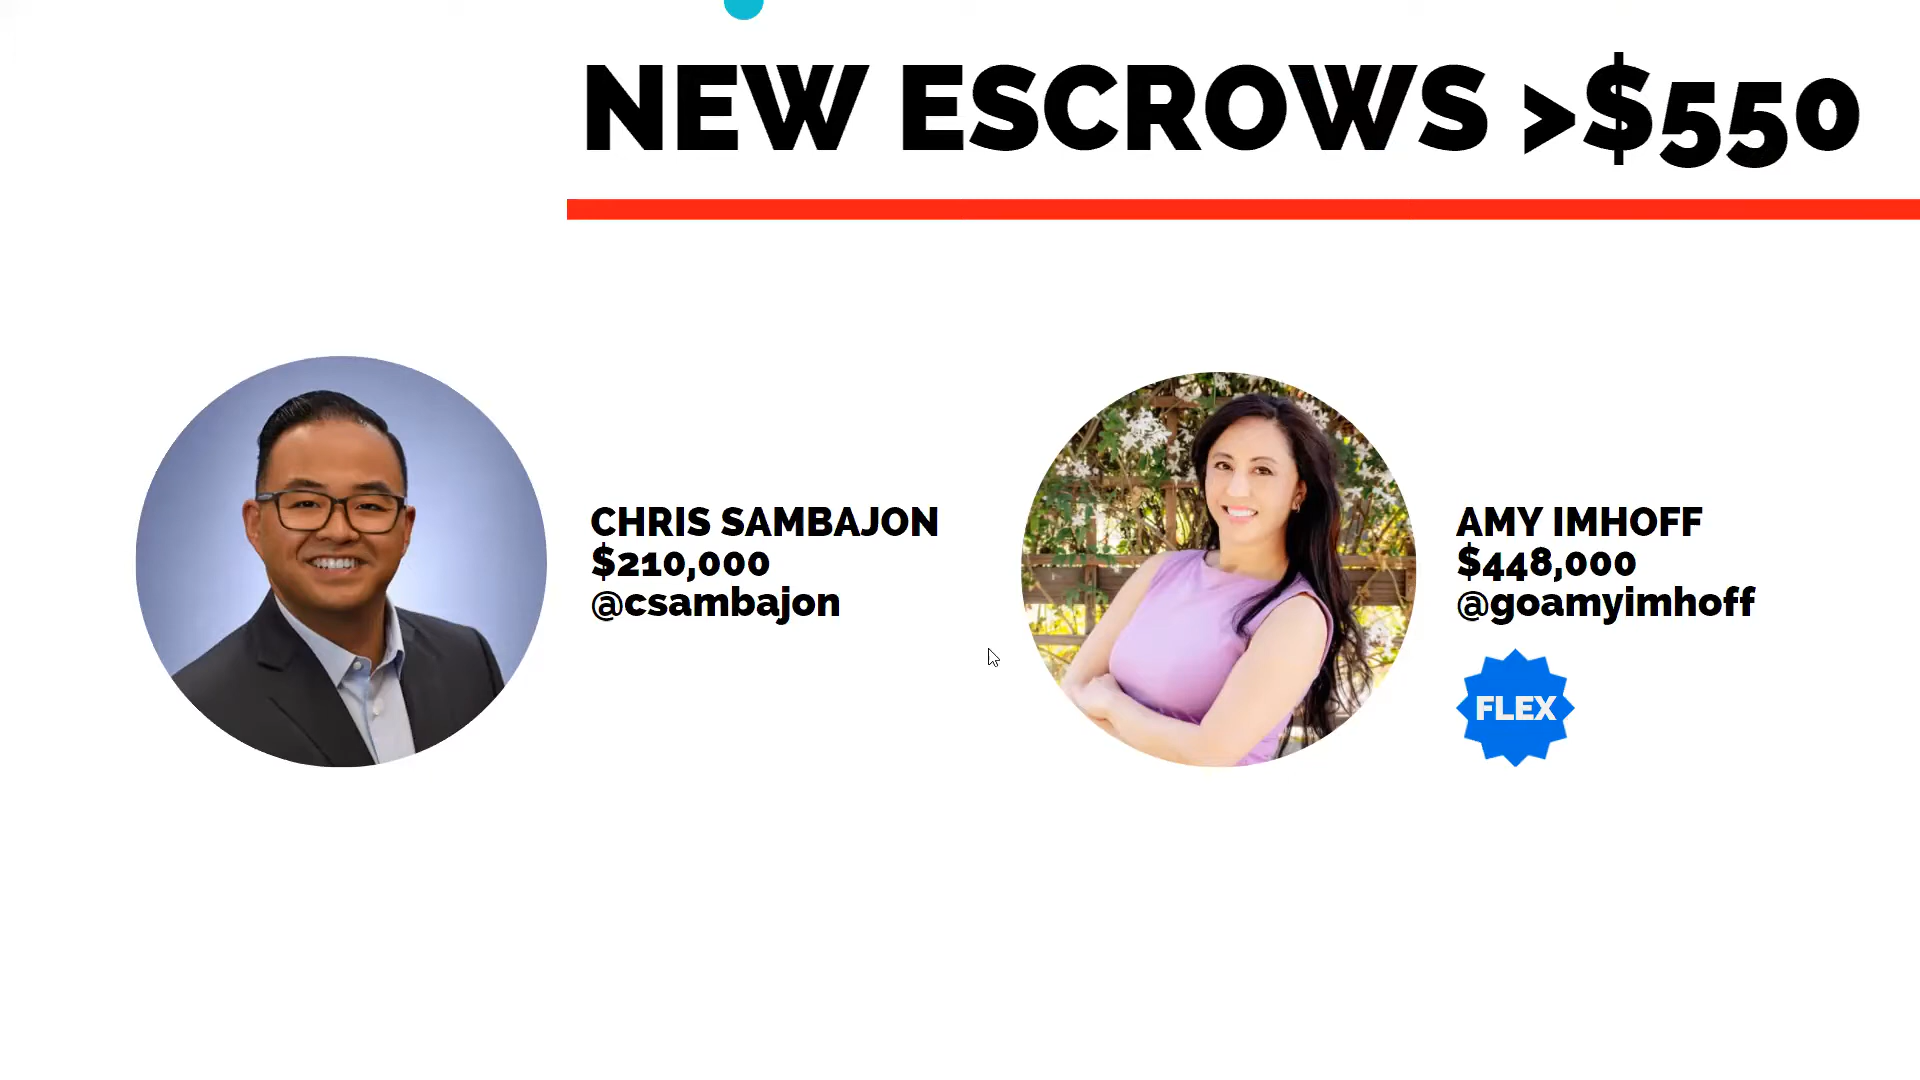 NEW ESCROWS >$550
CHRIS SAMBAJON
$210,000
@csambajon
AMY IMHOFF
$448,000
@goamyimhoff
FLEX